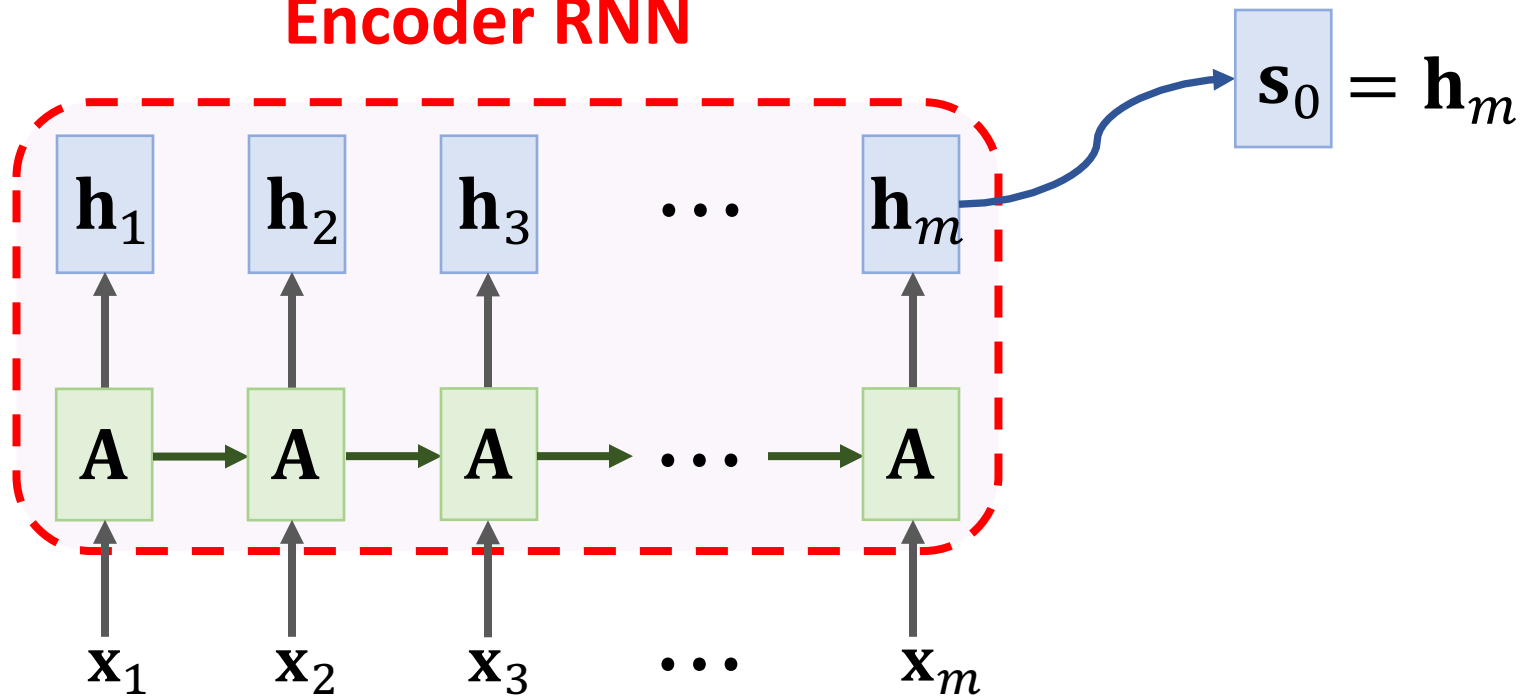 Encoder RNN
s₀ = hₘ
h₁ h₂ h₃ ··· hₘ
A A A ··· A
x₁ x₂ x₃ ··· xₘ